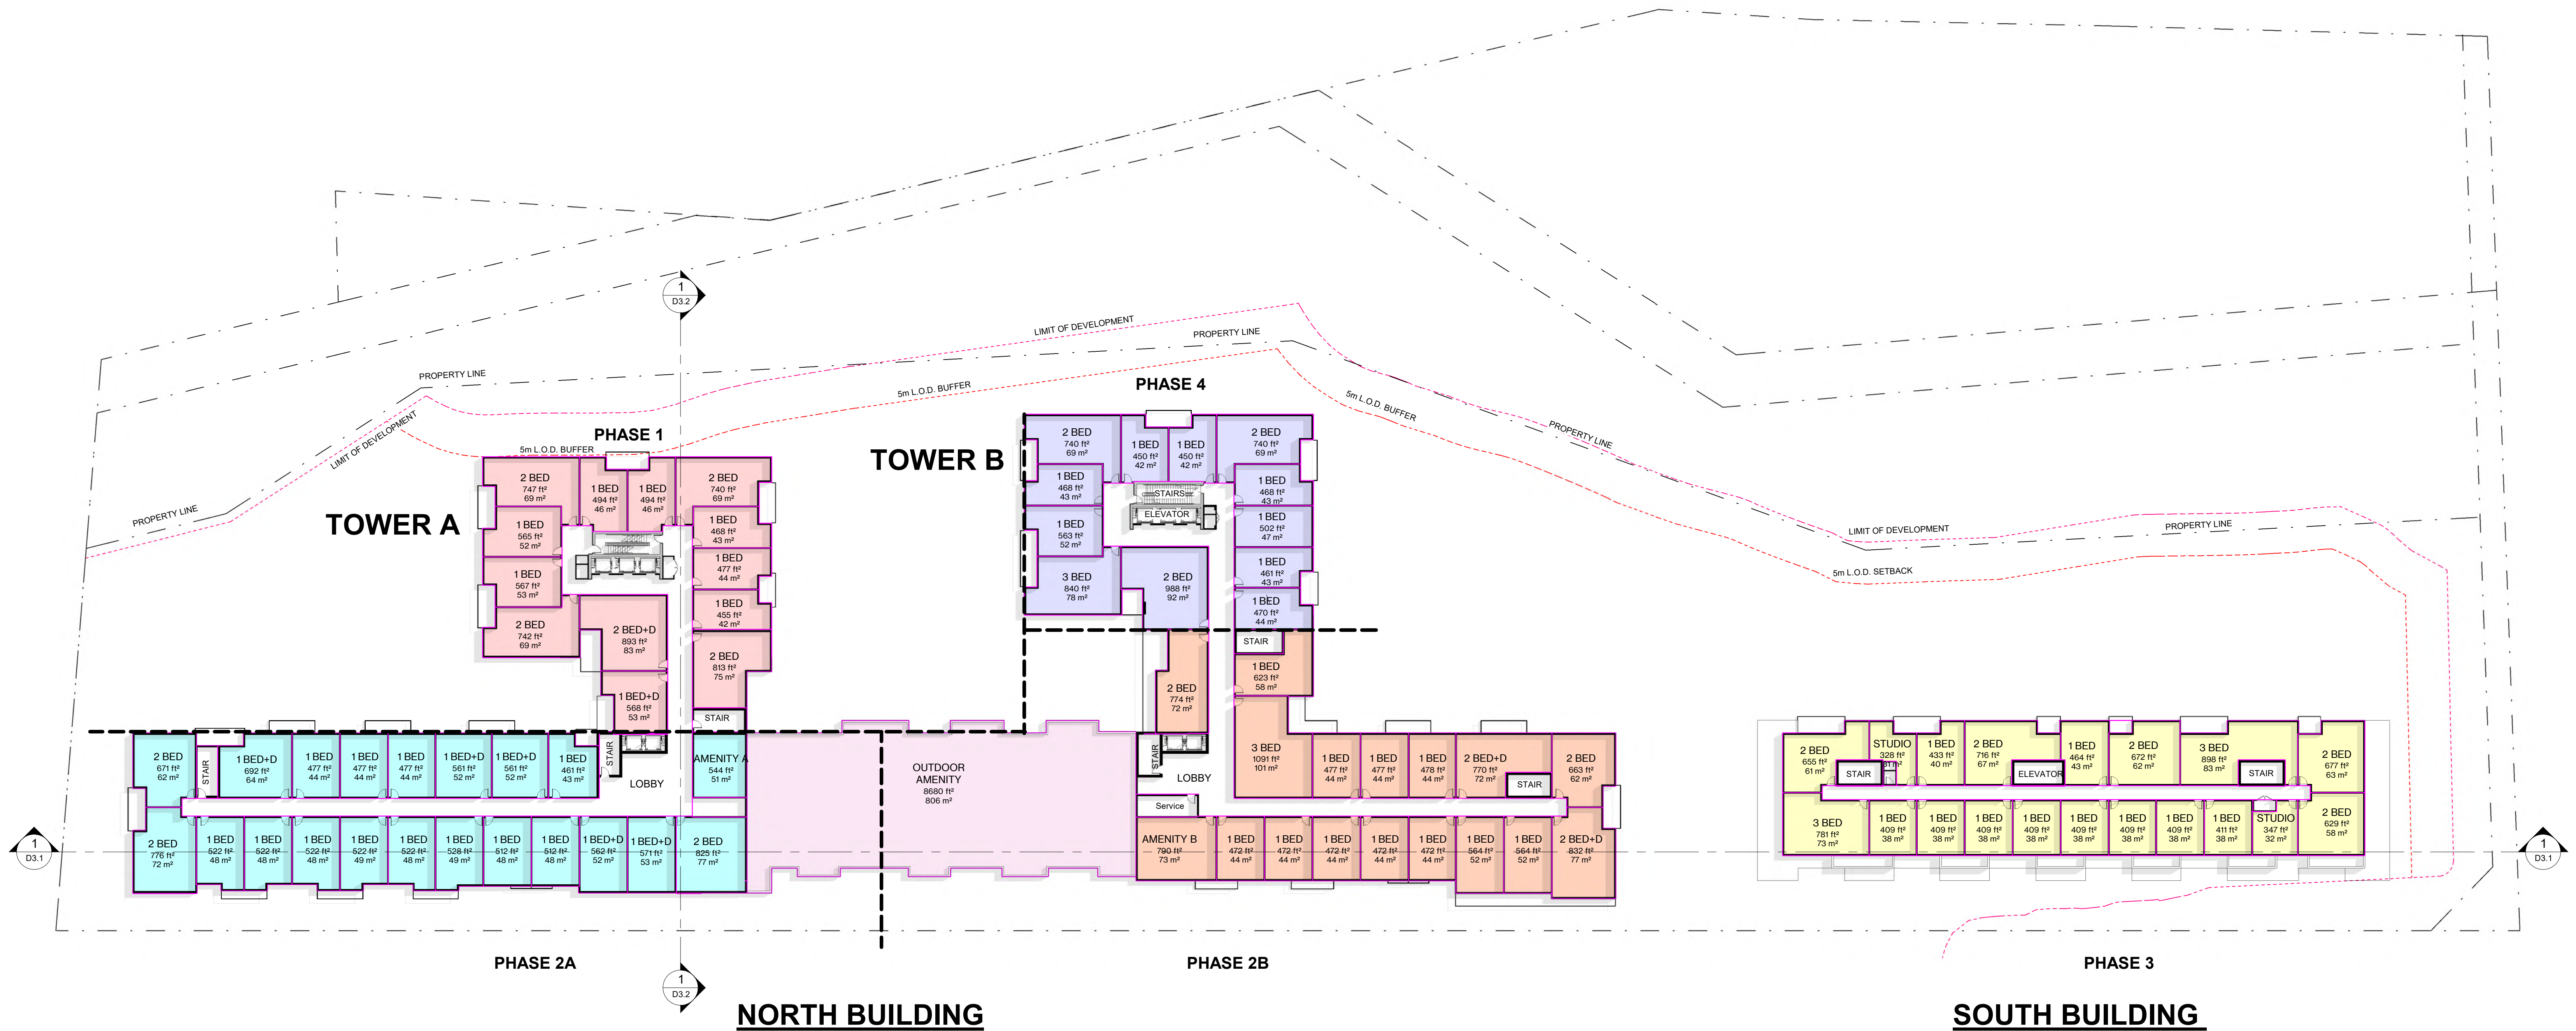 1
D3.2
LIMIT OF DEVELOPMENT
PROPERTY LINE
PROPERTY LINE
5m L.O.D. BUFFER
PHASE 4
5m L.O.D. BUFFER
LIMIT OF DEVELOPMENT
PROPERTY LINE
PHASE 1
5m L.O.D. BUFFER
TOWER B
TOWER A
PROPERTY LINE
LIMIT OF DEVELOPMENT
PROPERTY LINE
5m L.O.D. SETBACK
2 BED
747 ft²
69 m²
1 BED
494 ft²
46 m²
1 BED
494 ft²
46 m²
2 BED
740 ft²
69 m²
1 BED
565 ft²
52 m²
1 BED
468 ft²
43 m²
1 BED
567 ft²
53 m²
1 BED
477 ft²
44 m²
1 BED
455 ft²
42 m²
2 BED
742 ft²
69 m²
2 BED+D
893 ft²
83 m²
2 BED
813 ft²
75 m²
1 BED+D
568 ft²
53 m²
STAIR
2 BED
740 ft²
69 m²
1 BED
450 ft²
42 m²
1 BED
450 ft²
42 m²
2 BED
740 ft²
69 m²
1 BED
468 ft²
43 m²
STAIRS
ELEVATOR
1 BED
468 ft²
43 m²
1 BED
563 ft²
52 m²
1 BED
502 ft²
47 m²
3 BED
840 ft²
78 m²
2 BED
988 ft²
92 m²
1 BED
461 ft²
43 m²
1 BED
470 ft²
44 m²
STAIR
1 BED
623 ft²
58 m²
2 BED
774 ft²
72 m²
2 BED
671 ft²
62 m²
STAIR
1 BED+D
692 ft²
64 m²
1 BED
477 ft²
44 m²
1 BED
477 ft²
44 m²
1 BED
477 ft²
44 m²
1 BED+D
561 ft²
52 m²
1 BED+D
561 ft²
52 m²
1 BED
461 ft²
43 m²
STAIR
LOBBY
AMENITY A
544 ft²
51 m²
OUTDOOR
AMENITY
8680 ft²
806 m²
STAIR
LOBBY
Service
3 BED
1091 ft²
101 m²
1 BED
477 ft²
44 m²
1 BED
477 ft²
44 m²
1 BED
478 ft²
44 m²
2 BED+D
770 ft²
72 m²
STAIR
2 BED
663 ft²
62 m²
2 BED
655 ft²
61 m²
STAIR
STUDIO
328 ft²
1 BED
433 ft²
40 m²
2 BED
716 ft²
67 m²
ELEVATOR
1 BED
464 ft²
43 m²
2 BED
672 ft²
62 m²
3 BED
898 ft²
83 m²
STAIR
2 BED
677 ft²
63 m²
1
D3.1
2 BED
776 ft²
72 m²
1 BED
522 ft²
48 m²
1 BED
522 ft²
48 m²
1 BED
522 ft²
48 m²
1 BED
522 ft²
49 m²
1 BED
522 ft²
48 m²
1 BED
528 ft²
49 m²
1 BED
512 ft²
48 m²
1 BED
512 ft²
48 m²
1 BED+D
562 ft²
52 m²
1 BED+D
571 ft²
53 m²
2 BED
825 ft²
77 m²
AMENITY B
790 ft²
73 m²
1 BED
472 ft²
44 m²
1 BED
472 ft²
44 m²
1 BED
472 ft²
44 m²
1 BED
472 ft²
44 m²
1 BED
472 ft²
44 m²
1 BED
564 ft²
52 m²
1 BED
564 ft²
52 m²
2 BED+D
832 ft²
77 m²
3 BED
781 ft²
73 m²
1 BED
409 ft²
38 m²
1 BED
409 ft²
38 m²
1 BED
409 ft²
38 m²
1 BED
409 ft²
38 m²
1 BED
409 ft²
38 m²
1 BED
409 ft²
38 m²
1 BED
409 ft²
38 m²
1 BED
411 ft²
38 m²
STUDIO
347 ft²
32 m²
2 BED
629 ft²
58 m²
1
D3.1
PHASE 2A
PHASE 2B
PHASE 3
1
D3.2
NORTH BUILDING
SOUTH BUILDING